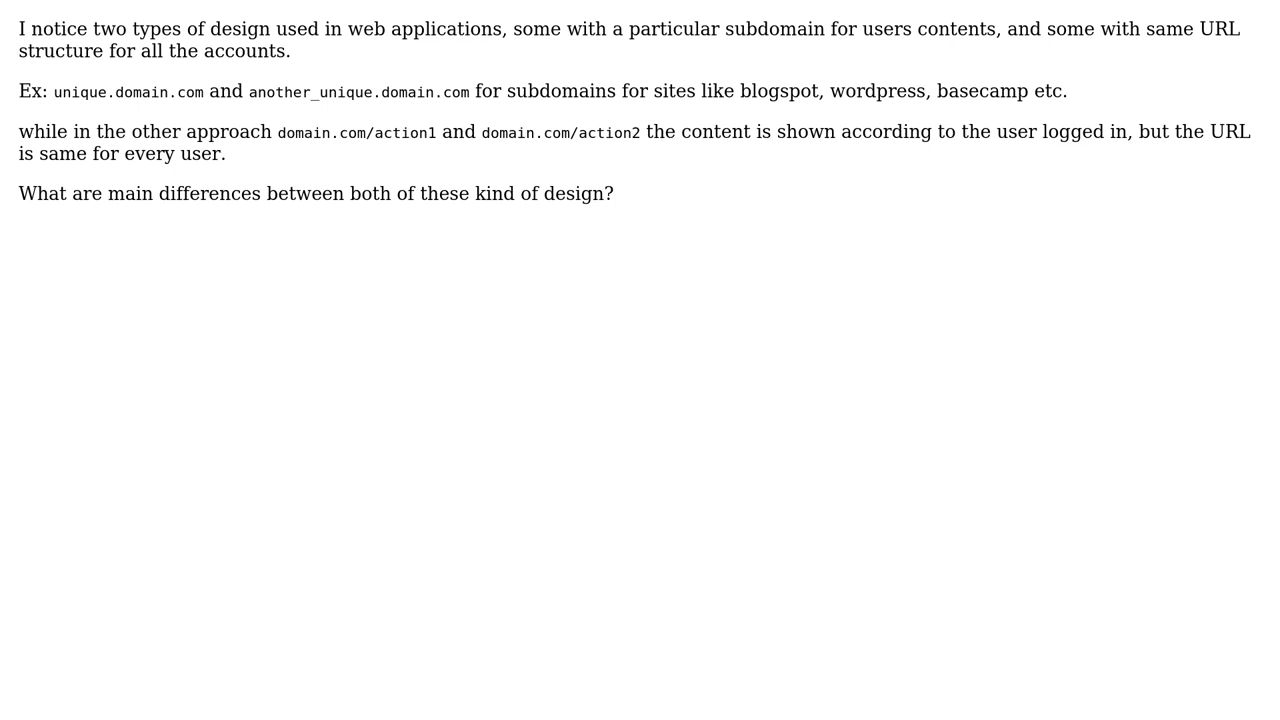 I notice two types of design used in web applications, some with a particular subdomain for users contents, and some with same URL
structure for all the accounts.
Ex: unique.domain.com and another_unique.domain.com for subdomains for sites like blogspot, wordpress, basecamp etc.
while in the other approach domain.com/action1 and domain.com/action2 the content is shown according to the user logged in, but the URL
is same for every user.
What are main differences between both of these kind of design?